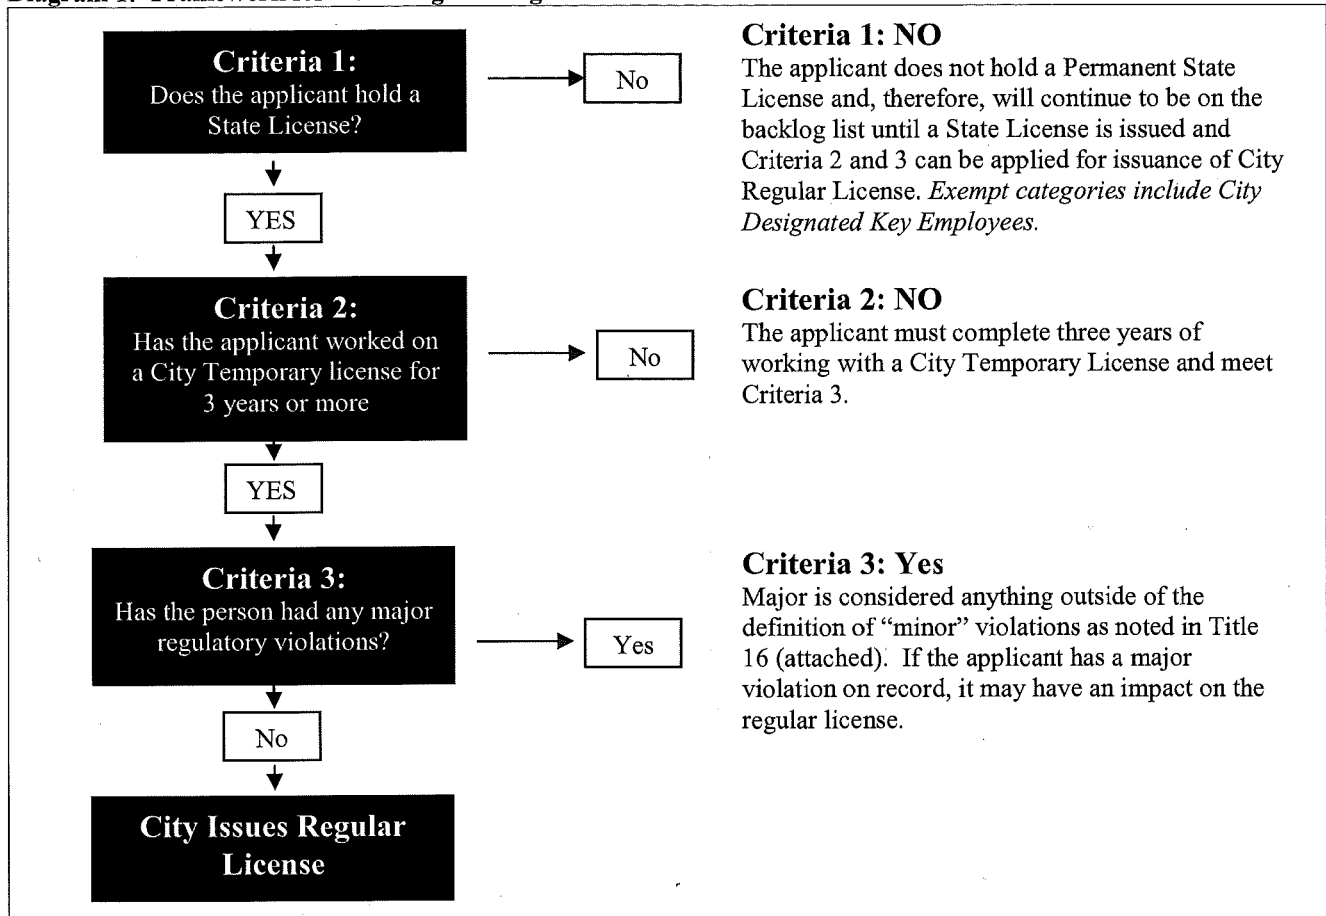 Criteria 1:
Does the applicant hold a
State License?
No
Criteria 1: NO
The applicant does not hold a Permanent State
License and, therefore, will continue to be on the
backlog list until a State License is issued and
Criteria 2 and 3 can be applied for issuance of City
Regular License. Exempt categories include City
Designated Key Employees.
YES
Criteria 2:
Has the applicant worked on
a City Temporary license for
3 years or more
No
Criteria 2: NO
The applicant must complete three years of
working with a City Temporary License and meet
Criteria 3.
YES
Criteria 3:
Has the person had any major
regulatory violations?
Yes
Criteria 3: Yes
Major is considered anything outside of the
definition of “minor” violations as noted in Title
16 (attached). If the applicant has a major
violation on record, it may have an impact on the
regular license.
No
City Issues Regular
License